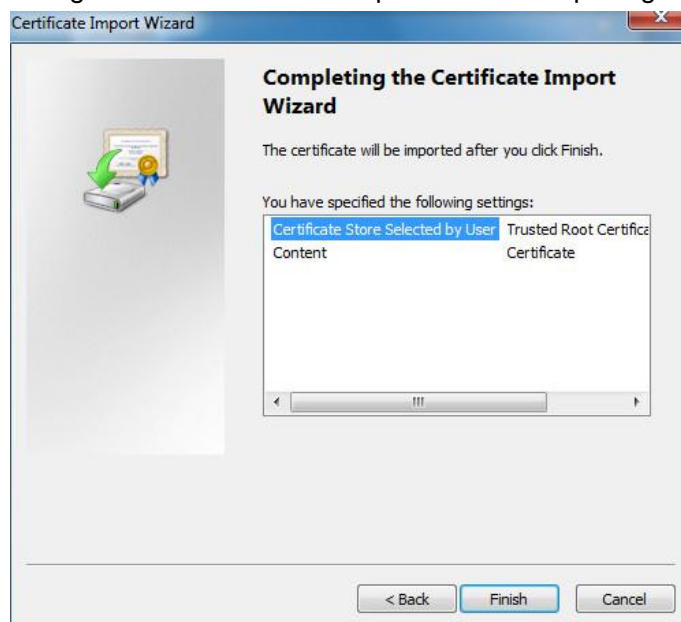 Certificate Import Wizard
Completing the Certificate Import
Wizard
The certificate will be imported after you click Finish.
You have specified the following settings:
Certificate Store Selected by User Trusted Root Certifica
Content Certificate
< Back Finish Cancel